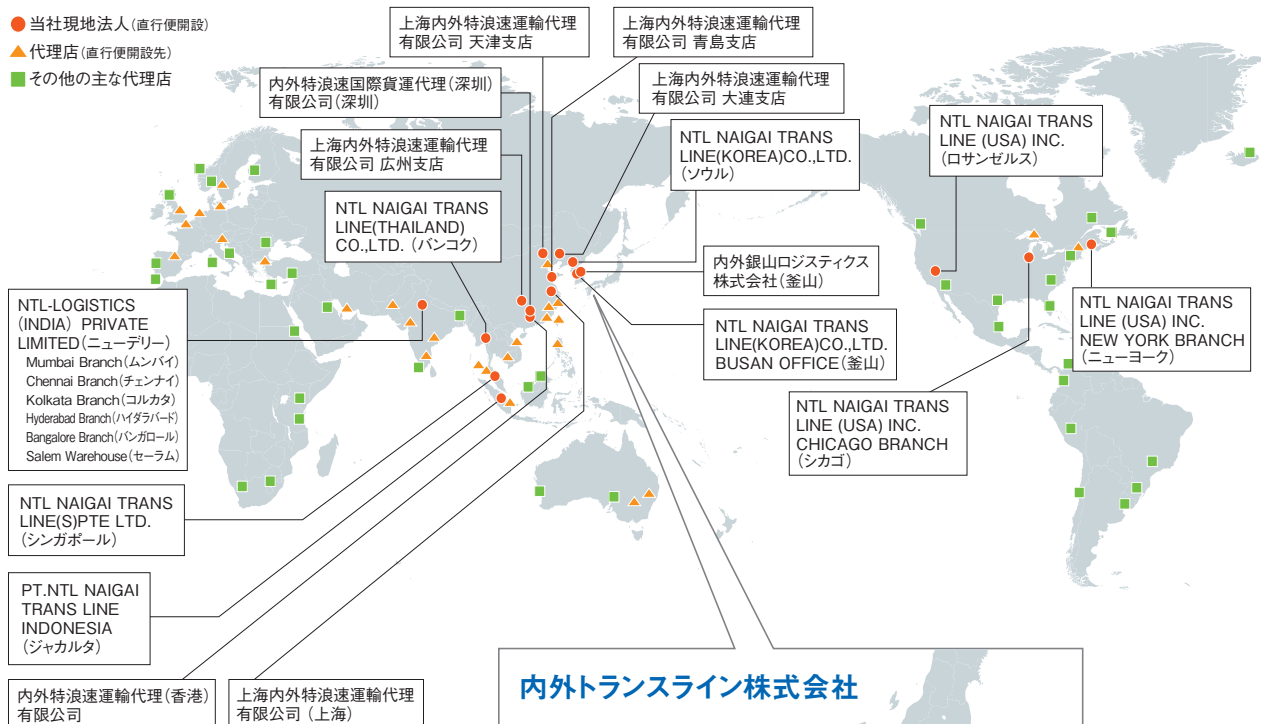 当社現地法人(直行便開設)
代理店(直行便開設先)
その他の主な代理店
上海内外特浪速運輸代理
有限公司 天津支店
上海内外特浪速運輸代理
有限公司 青島支店
内外特浪速国際貨運代理(深圳)
有限公司(深圳)
上海内外特浪速運輸代理
有限公司 大連支店
上海内外特浪速運輸代理
有限公司 広州支店
NTL NAIGAI TRANS
LINE(KOREA)CO.,LTD.
(ソウル)
NTL NAIGAI TRANS
LINE (USA) INC.
(ロサンゼルス)
NTL NAIGAI TRANS
LINE(THAILAND)
CO.,LTD. (バンコク)
内外銀山ロジスティクス
株式会社(釜山)
NTL-LOGISTICS
(INDIA) PRIVATE
LIMITED(ニューデリー)
Mumbai Branch(ムンバイ)
Chennai Branch(チェンナイ)
Kolkata Branch(コルカタ)
Hyderabad Branch(ハイダラバード)
Bangalore Branch(バンガロール)
Salem Warehouse(セーラム)
NTL NAIGAI TRANS
LINE(KOREA)CO.,LTD.
BUSAN OFFICE(釜山)
NTL NAIGAI TRANS
LINE (USA) INC.
NEW YORK BRANCH
(ニューヨーク)
NTL NAIGAI TRANS
LINE (USA) INC.
CHICAGO BRANCH
(シカゴ)
NTL NAIGAI TRANS
LINE(S)PTE LTD.
(シンガポール)
PT.NTL NAIGAI
TRANS LINE
INDONESIA
(ジャカルタ)
内外特浪速運輸代理(香港)
有限公司
上海内外特浪速運輸代理
有限公司 (上海)
内外トランスライン株式会社